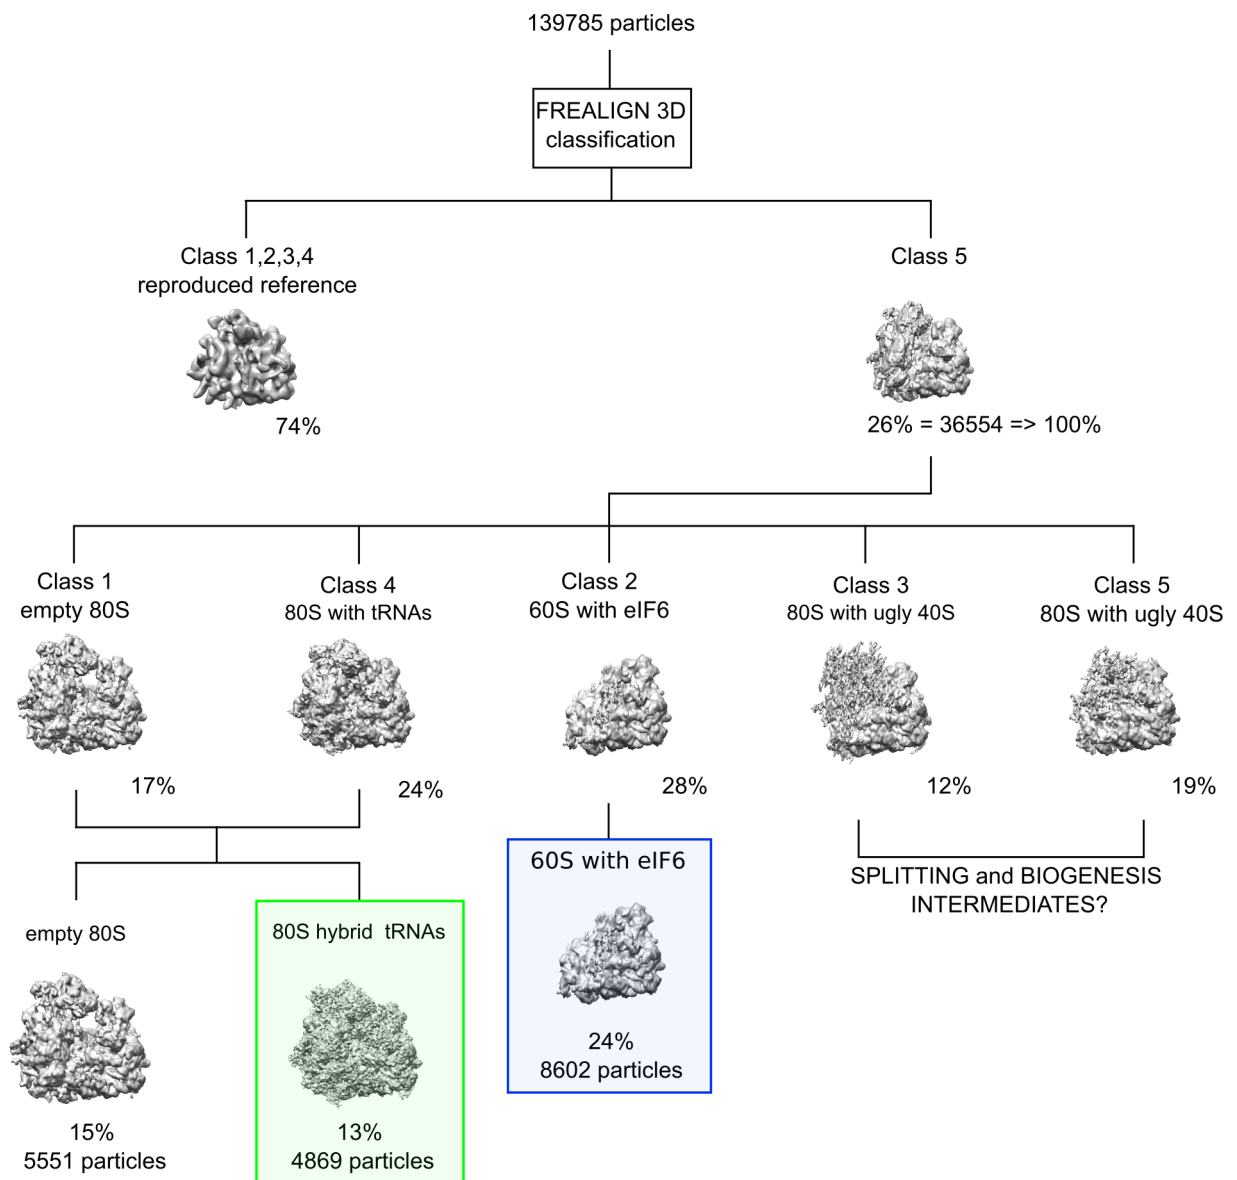 139785 particles
FREALIGN 3D
classification
Class 1,2,3,4
reproduced reference
74%
Class 5
26% = 36554 => 100%
Class 1
empty 80S
17%
Class 4
80S with tRNAs
24%
Class 2
60S with eIF6
28%
Class 3
80S with ugly 40S
12%
Class 5
80S with ugly 40S
19%
empty 80S
15%
5551 particles
80S hybrid tRNAs
13%
4869 particles
60S with eIF6
24%
8602 particles
SPLITTING and BIOGENESIS
INTERMEDIATES?